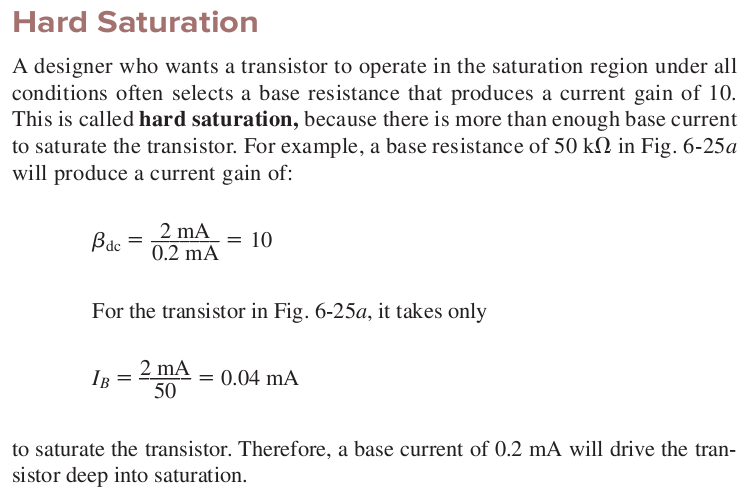 Hard Saturation
A designer who wants a transistor to operate in the saturation region under all
conditions often selects a base resistance that produces a current gain of 10.
This is called hard saturation, because there is more than enough base current
to saturate the transistor. For example, a base resistance of 50 kΩ in Fig. 6-25a
will produce a current gain of:
βdc = 2 mA / 0.2 mA = 10
For the transistor in Fig. 6-25a, it takes only
IB = 2 mA / 50 = 0.04 mA
to saturate the transistor. Therefore, a base current of 0.2 mA will drive the tran-
sistor deep into saturation.